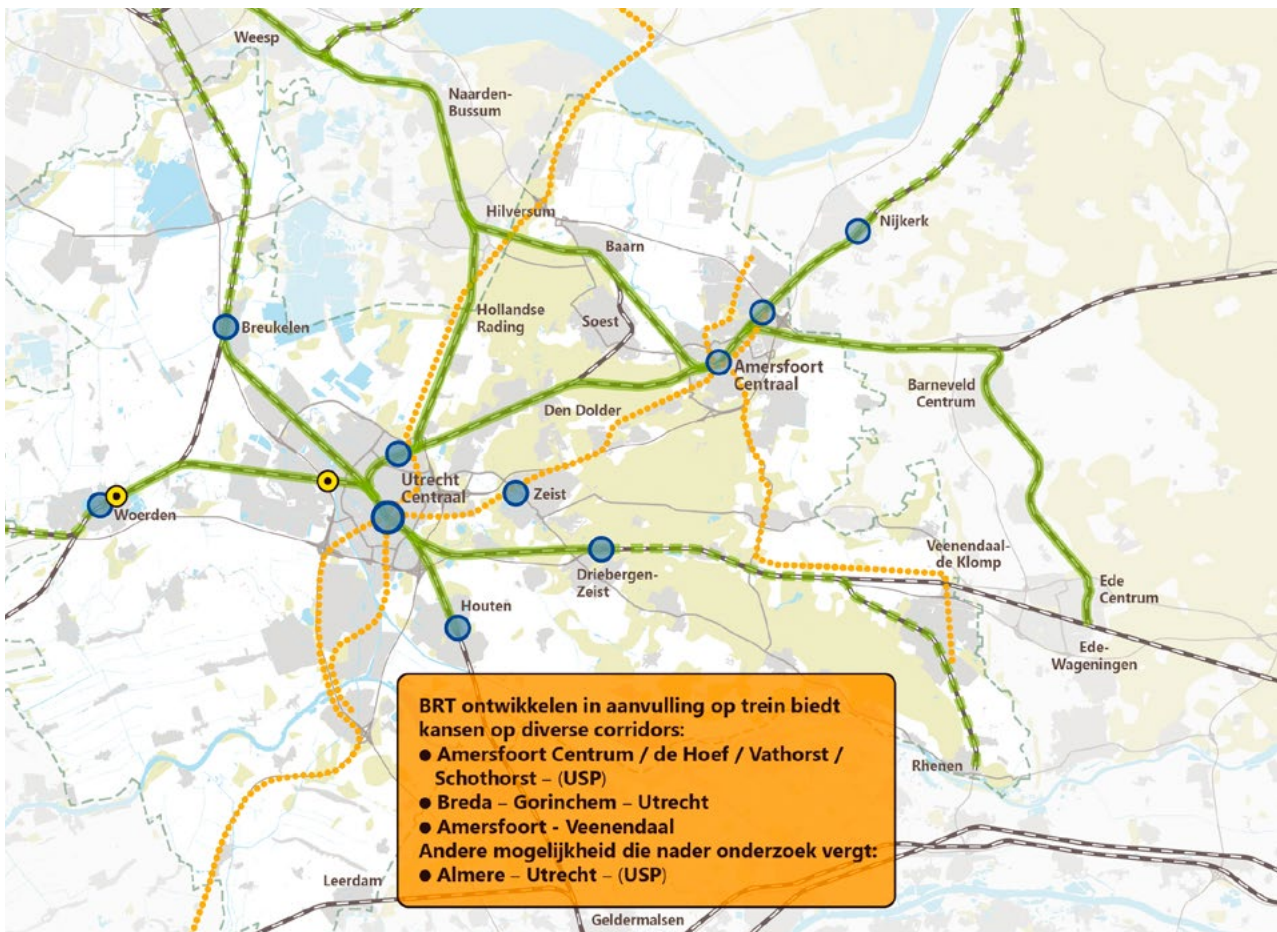 Weesp
Naarden-
Bussum
Hilversum
Baarn
Nijkerk
Breukelen
Hollandse
Rading
Soest
Amersfoort
Centraal
Barneveld
Centrum
Den Dolder
Utrecht
Centraal
Zeist
Woerden
Driebergen-
Zeist
Veenendaal-
de Klomp
Ede
Centrum
Houten
Ede-
Wageningen
BRT ontwikkelen in aanvulling op trein biedt
kansen op diverse corridors:
● Amersfoort Centrum / de Hoef / Vathorst /
Schothorst – (USP)
● Breda – Gorinchem – Utrecht
● Amersfoort - Veenendaal
Andere mogelijkheid die nader onderzoek vergt:
● Almere – Utrecht – (USP)
Rhenen
Leerdam
Geldermalsen